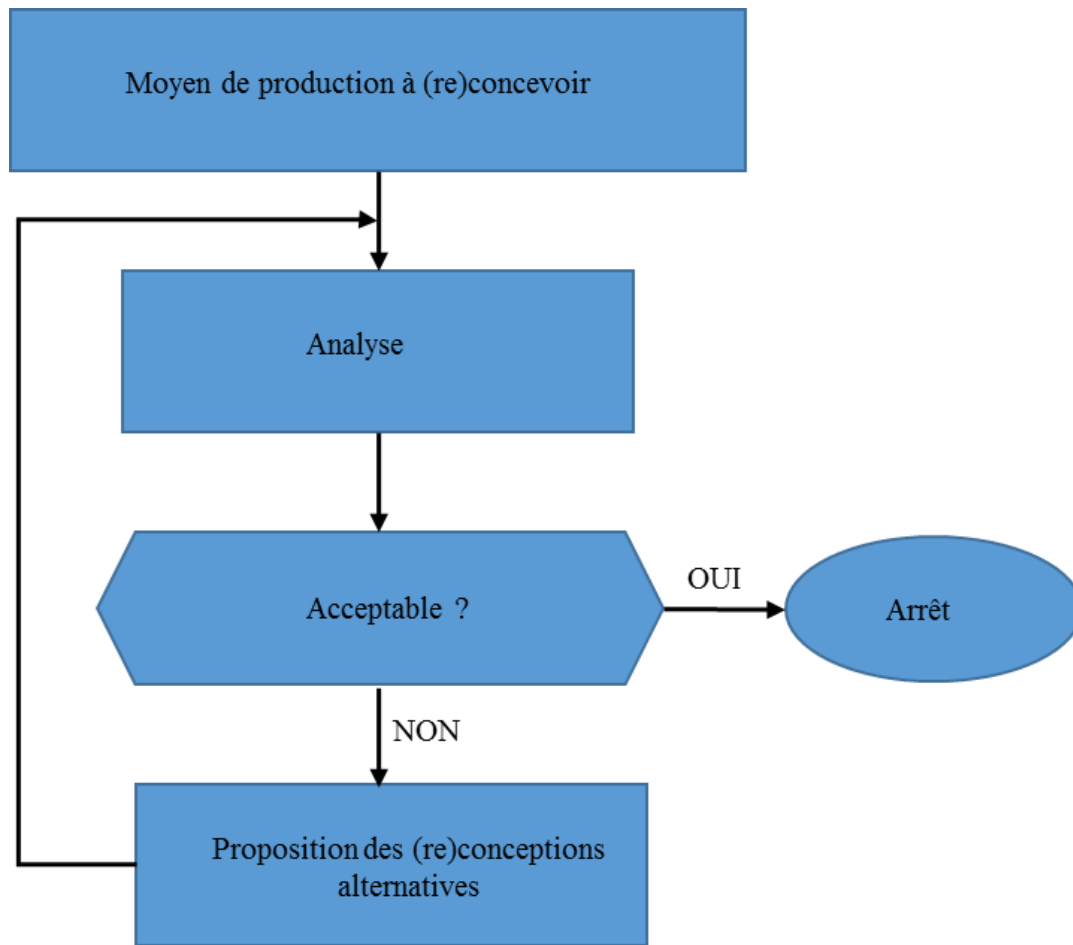 Moyen de production à (re)concevoir
Analyse
Acceptable ?
OUI
Arrêt
NON
Proposition des (re)conceptions
alternatives